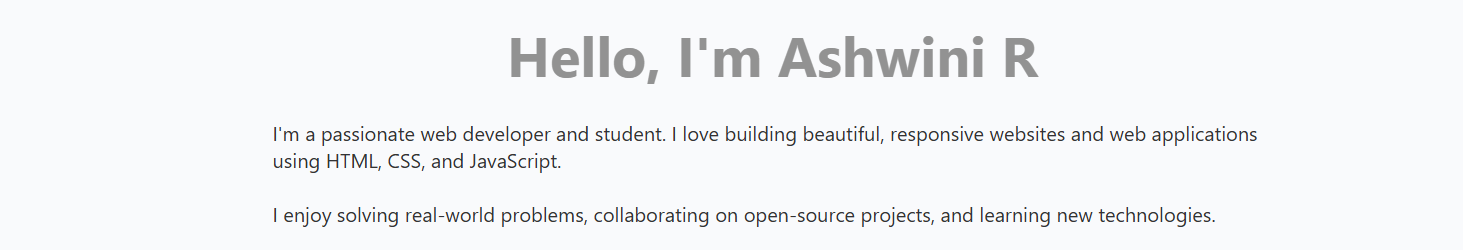 Hello, I'm Ashwini R
I'm a passionate web developer and student. I love building beautiful, responsive websites and web applications
using HTML, CSS, and JavaScript.
I enjoy solving real-world problems, collaborating on open-source projects, and learning new technologies.